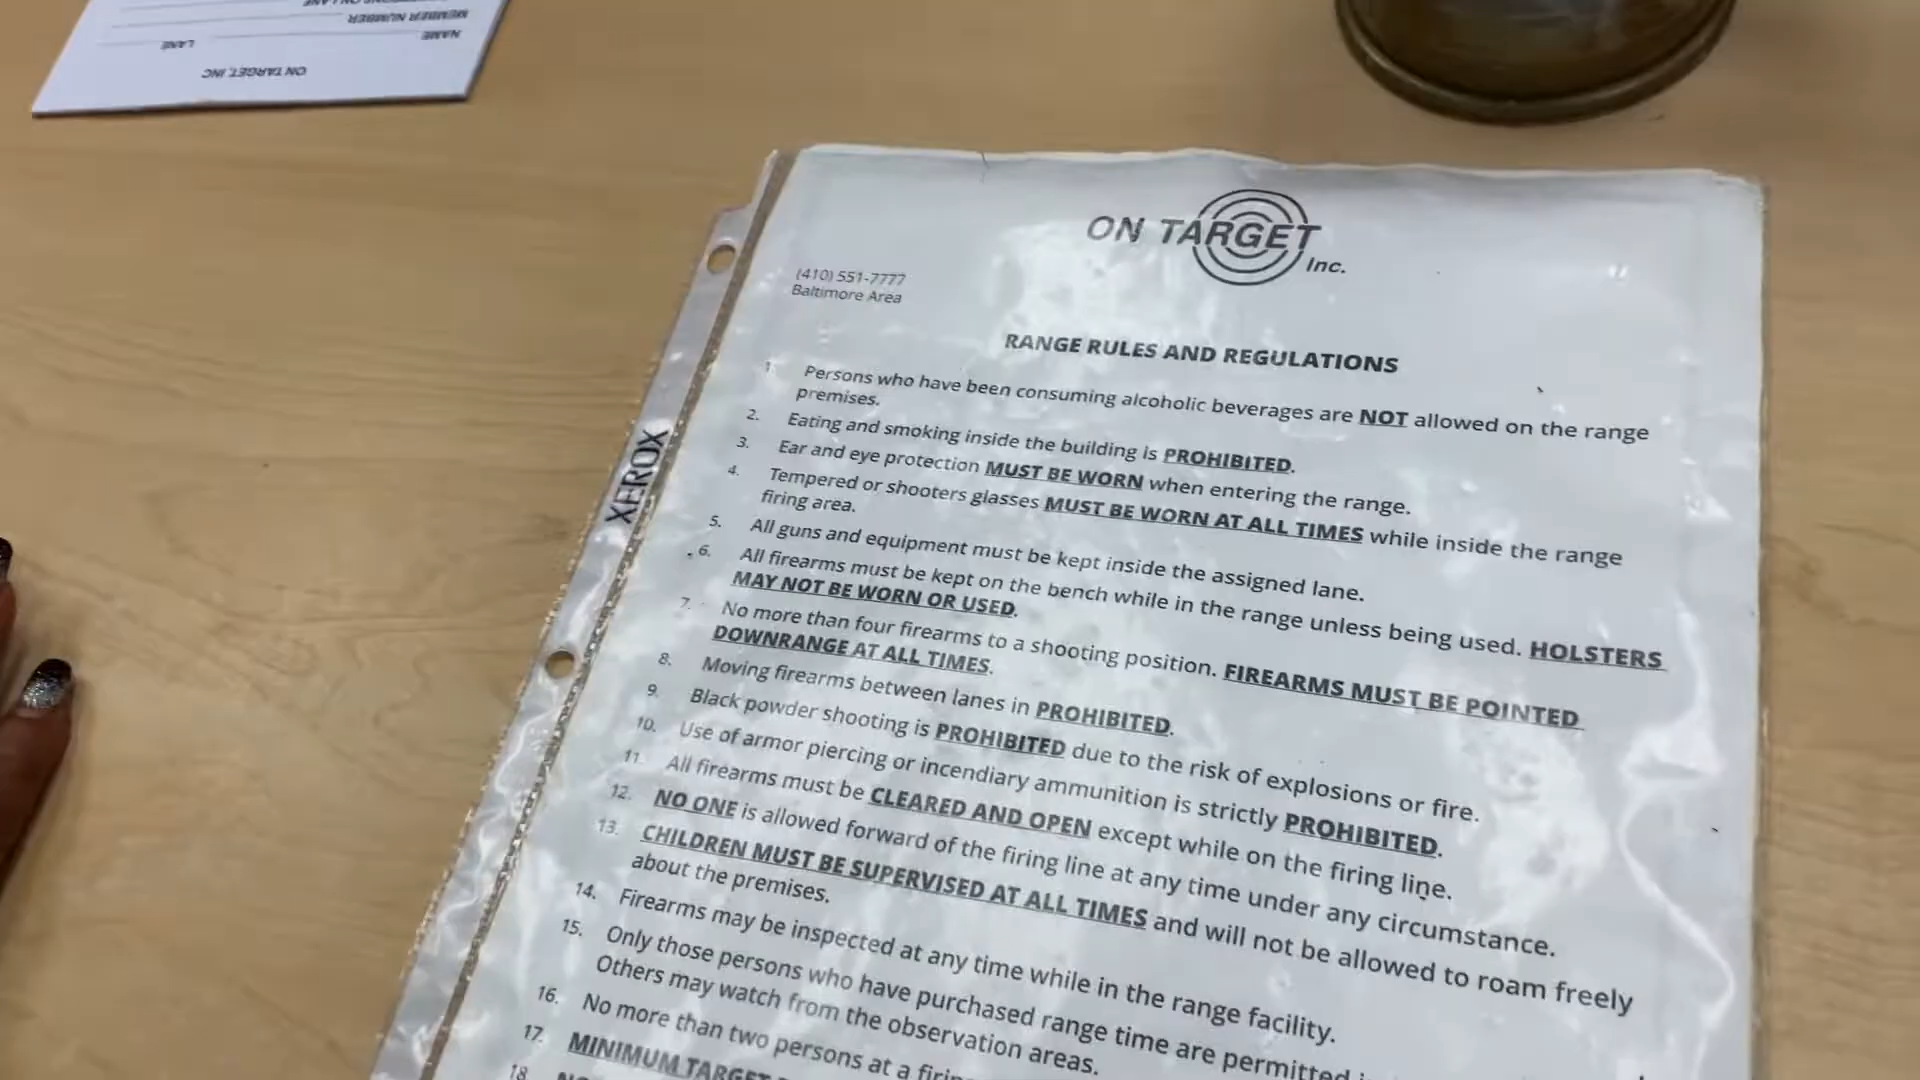 ON TARGET, INC
NAME LANE
MEMBER NUMBER
ON TARGET
Inc.
(410) 551-7777
Baltimore Area
XEROX
RANGE RULES AND REGULATIONS
1. Persons who have been consuming alcoholic beverages are NOT allowed on the range
premises.
2. Eating and smoking inside the building is PROHIBITED.
3. Ear and eye protection MUST BE WORN when entering the range.
4. Tempered or shooters glasses MUST BE WORN AT ALL TIMES while inside the range
firing area.
5. All guns and equipment must be kept inside the assigned lane.
6. All firearms must be kept on the bench while in the range unless being used. HOLSTERS
MAY NOT BE WORN OR USED.
7. No more than four firearms to a shooting position. FIREARMS MUST BE POINTED
DOWNRANGE AT ALL TIMES.
8. Moving firearms between lanes in PROHIBITED.
9. Black powder shooting is PROHIBITED due to the risk of explosions or fire.
10. Use of armor piercing or incendiary ammunition is strictly PROHIBITED.
11. All firearms must be CLEARED AND OPEN except while on the firing line.
12. NO ONE is allowed forward of the firing line at any time under any circumstance.
13. CHILDREN MUST BE SUPERVISED AT ALL TIMES and will not be allowed to roam freely
about the premises.
14. Firearms may be inspected at any time while in the range facility.
15. Only those persons who have purchased range time are permitted
Others may watch from the observation areas.
16. No more than two persons at a
17. MINIMUM TARGET
18.